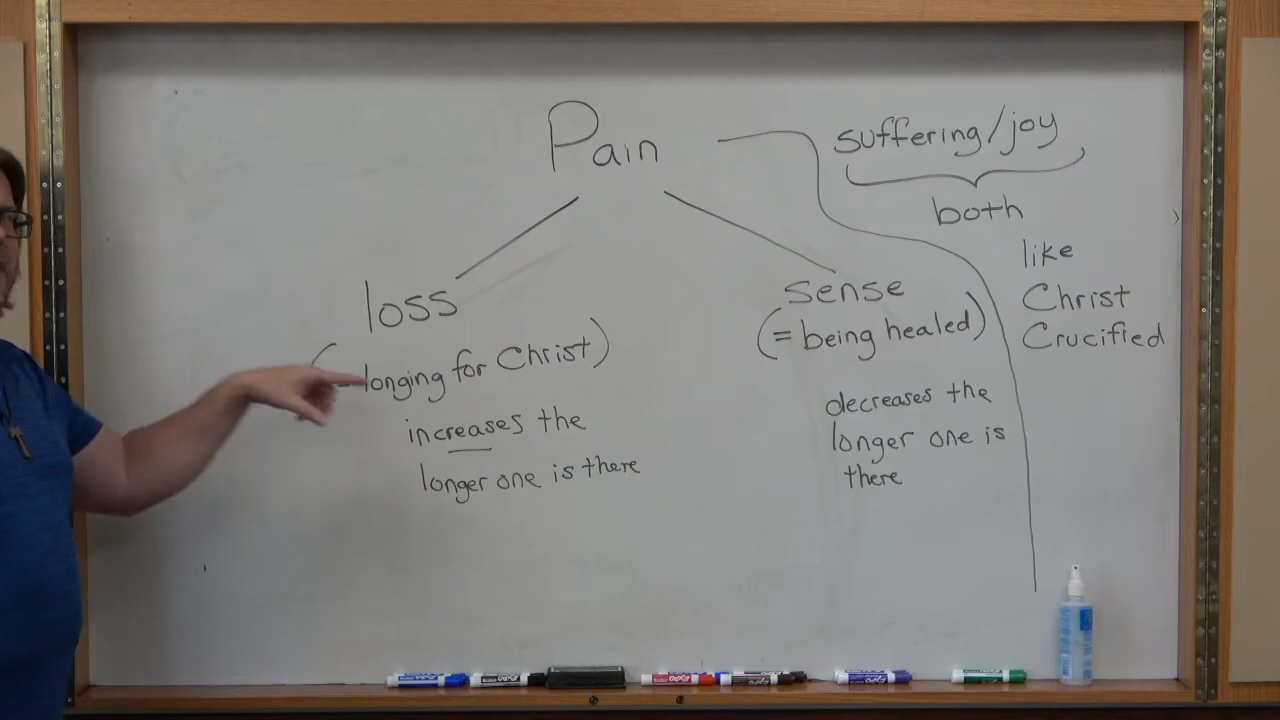 Pain
suffering/joy
both
like
Christ
Crucified
loss
(longing for Christ)
increases the
longer one is there
sense
(= being healed)
decreases the
longer one is
there